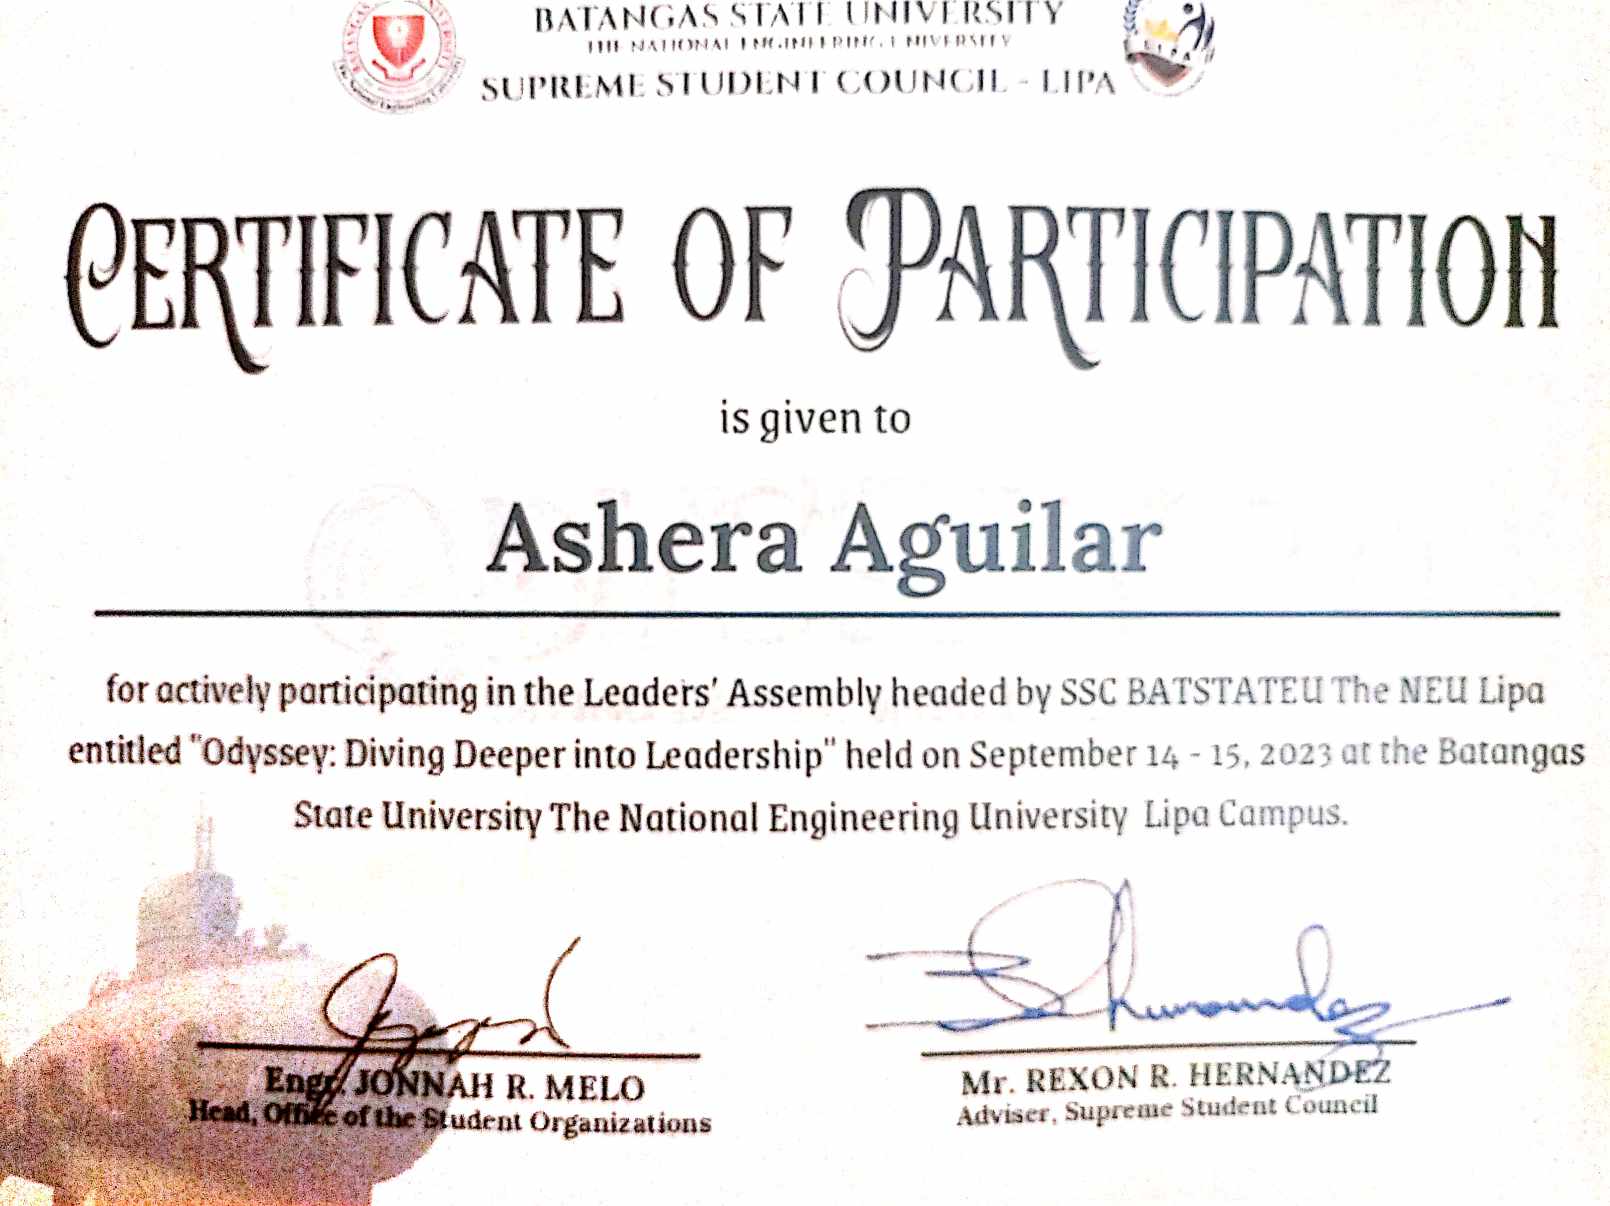 BATANGAS STATE UNIVERSITY
THE NATIONAL ENGINEERING UNIVERSITY
SUPREME STUDENT COUNCIL - LIPA
CERTIFICATE OF PARTICIPATION
is given to
Ashera Aguilar
for actively participating in the Leaders' Assembly headed by SSC BATSTATEU The NEU Lipa
entitled "Odyssey: Diving Deeper into Leadership" held on September 14 - 15, 2023 at the Batangas
State University The National Engineering University Lipa Campus.
Engr. JONNAH R. MELO
Head, Office of the Student Organizations
Mr. REXON R. HERNANDEZ
Adviser, Supreme Student Council